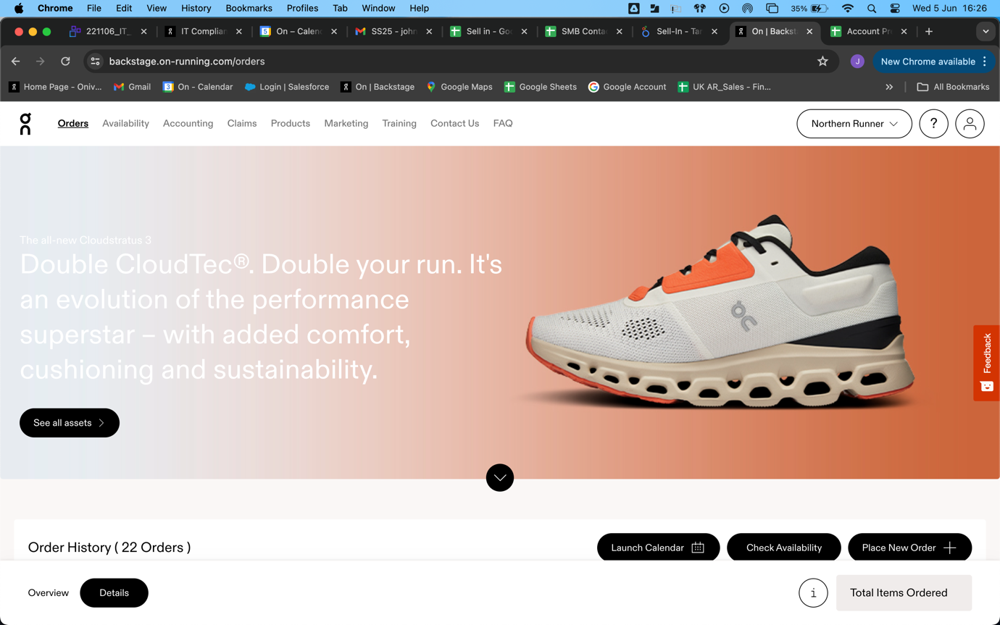 Chrome File Edit View History Bookmarks Profiles Tab Window Help 35% Wed 5 Jun 16:26
221106_IT_ IT Complian On – Calen SS25 - john Sell in - Go SMB Conta Sell-In - Tar On | Backst Account Pr
backstage.on-running.com/orders J New Chrome available
Home Page - Oniv... Gmail On - Calendar Login | Salesforce On | Backstage Google Maps Google Sheets Google Account UK AR_Sales - Fin... All Bookmarks
on Orders Availability Accounting Claims Products Marketing Training Contact Us FAQ Northern Runner ?
The all-new Cloudstratus 3
Double CloudTec®. Double your run. It's
an evolution of the performance
superstar – with added comfort,
cushioning and sustainability.
Feedback
See all assets
Order History ( 22 Orders ) Launch Calendar Check Availability Place New Order
Overview Details i Total Items Ordered